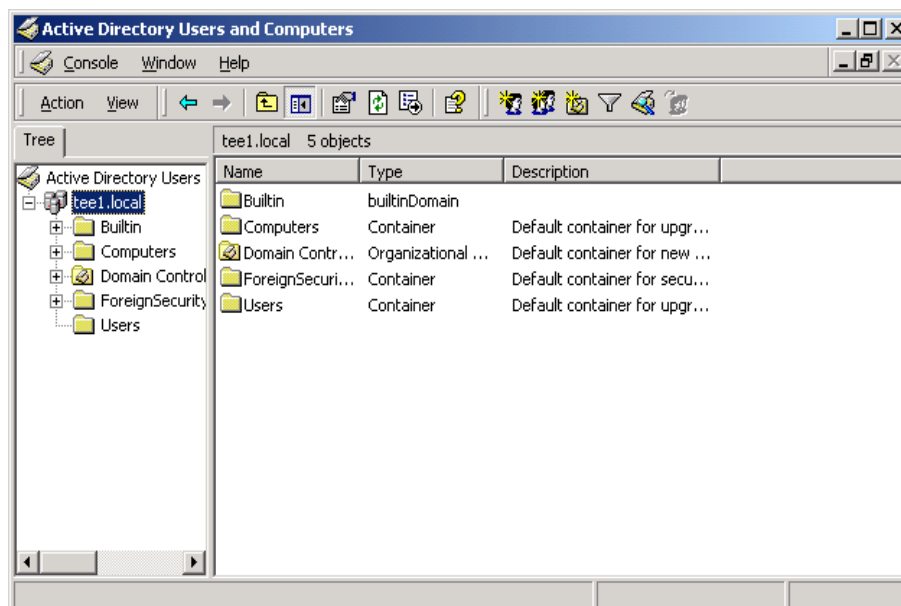 Active Directory Users and Computers
Console Window Help
Action View
Tree
tee1.local 5 objects
Active Directory Users
tee1.local
Builtin
Computers
Domain Control
ForeignSecurity
Users
Name Type Description
Builtin builtinDomain
Computers Container Default container for upgr...
Domain Contr... Organizational ... Default container for new ...
ForeignSecuri... Container Default container for secu...
Users Container Default container for upgr...